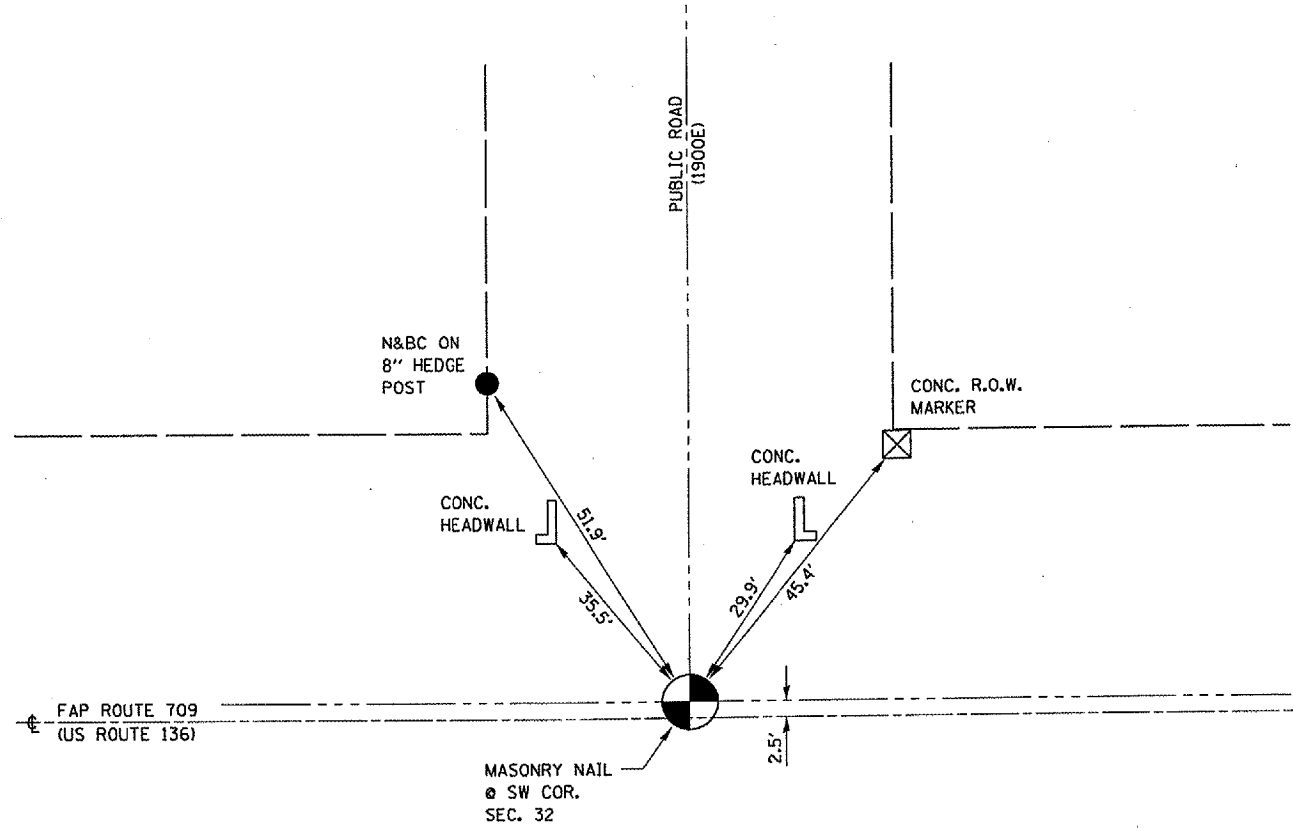 PUBLIC ROAD
(1900E)
N&BC ON
8" HEDGE
POST
CONC. R.O.W.
MARKER
CONC.
HEADWALL
CONC.
HEADWALL
51.9'
35.5'
29.9'
45.4'
2.5'
℄ FAP ROUTE 709
(US ROUTE 136)
MASONRY NAIL
@ SW COR.
SEC. 32